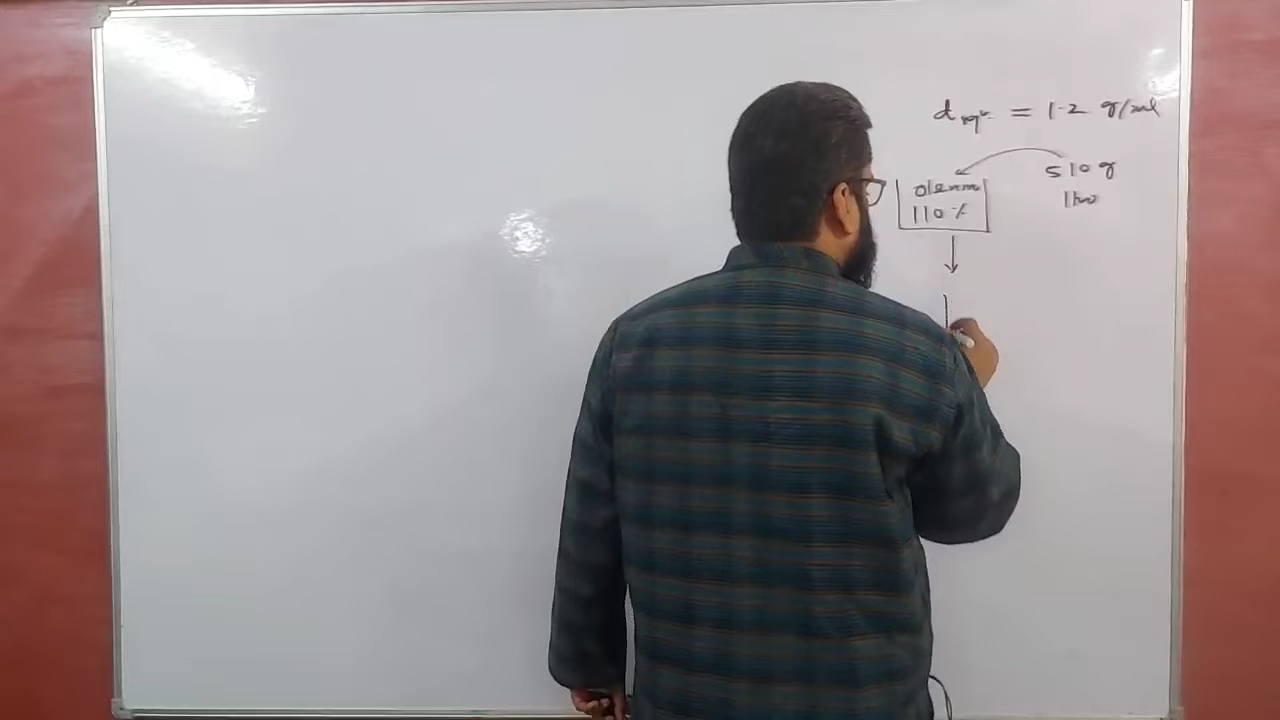 d = 1.2 g/ml
510 g
oleum
110 %